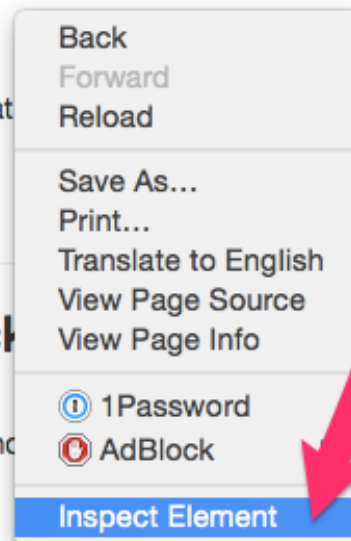 Back
Forward
Reload
Save As...
Print...
Translate to English
View Page Source
View Page Info
1Password
AdBlock
Inspect Element